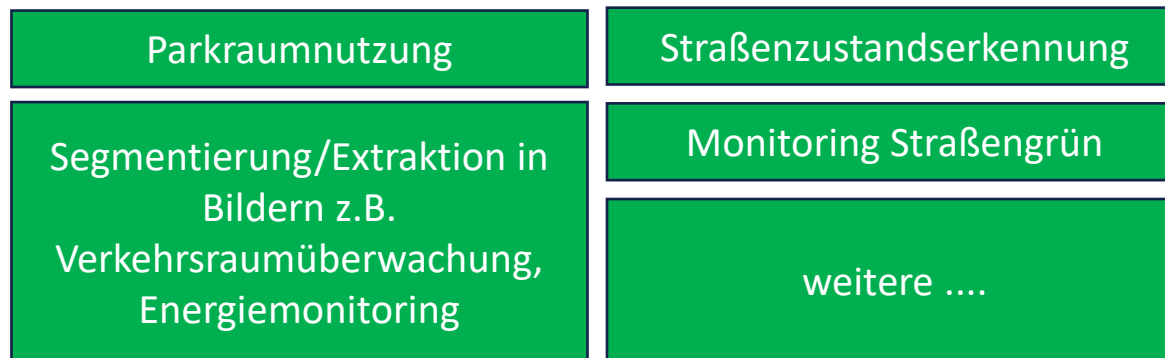 Parkraumnutzung
Segmentierung/Extraktion in
Bildern z.B.
Verkehrsraumüberwachung,
Energiemonitoring
Straßenzustandserkennung
Monitoring Straßengrün
weitere ....